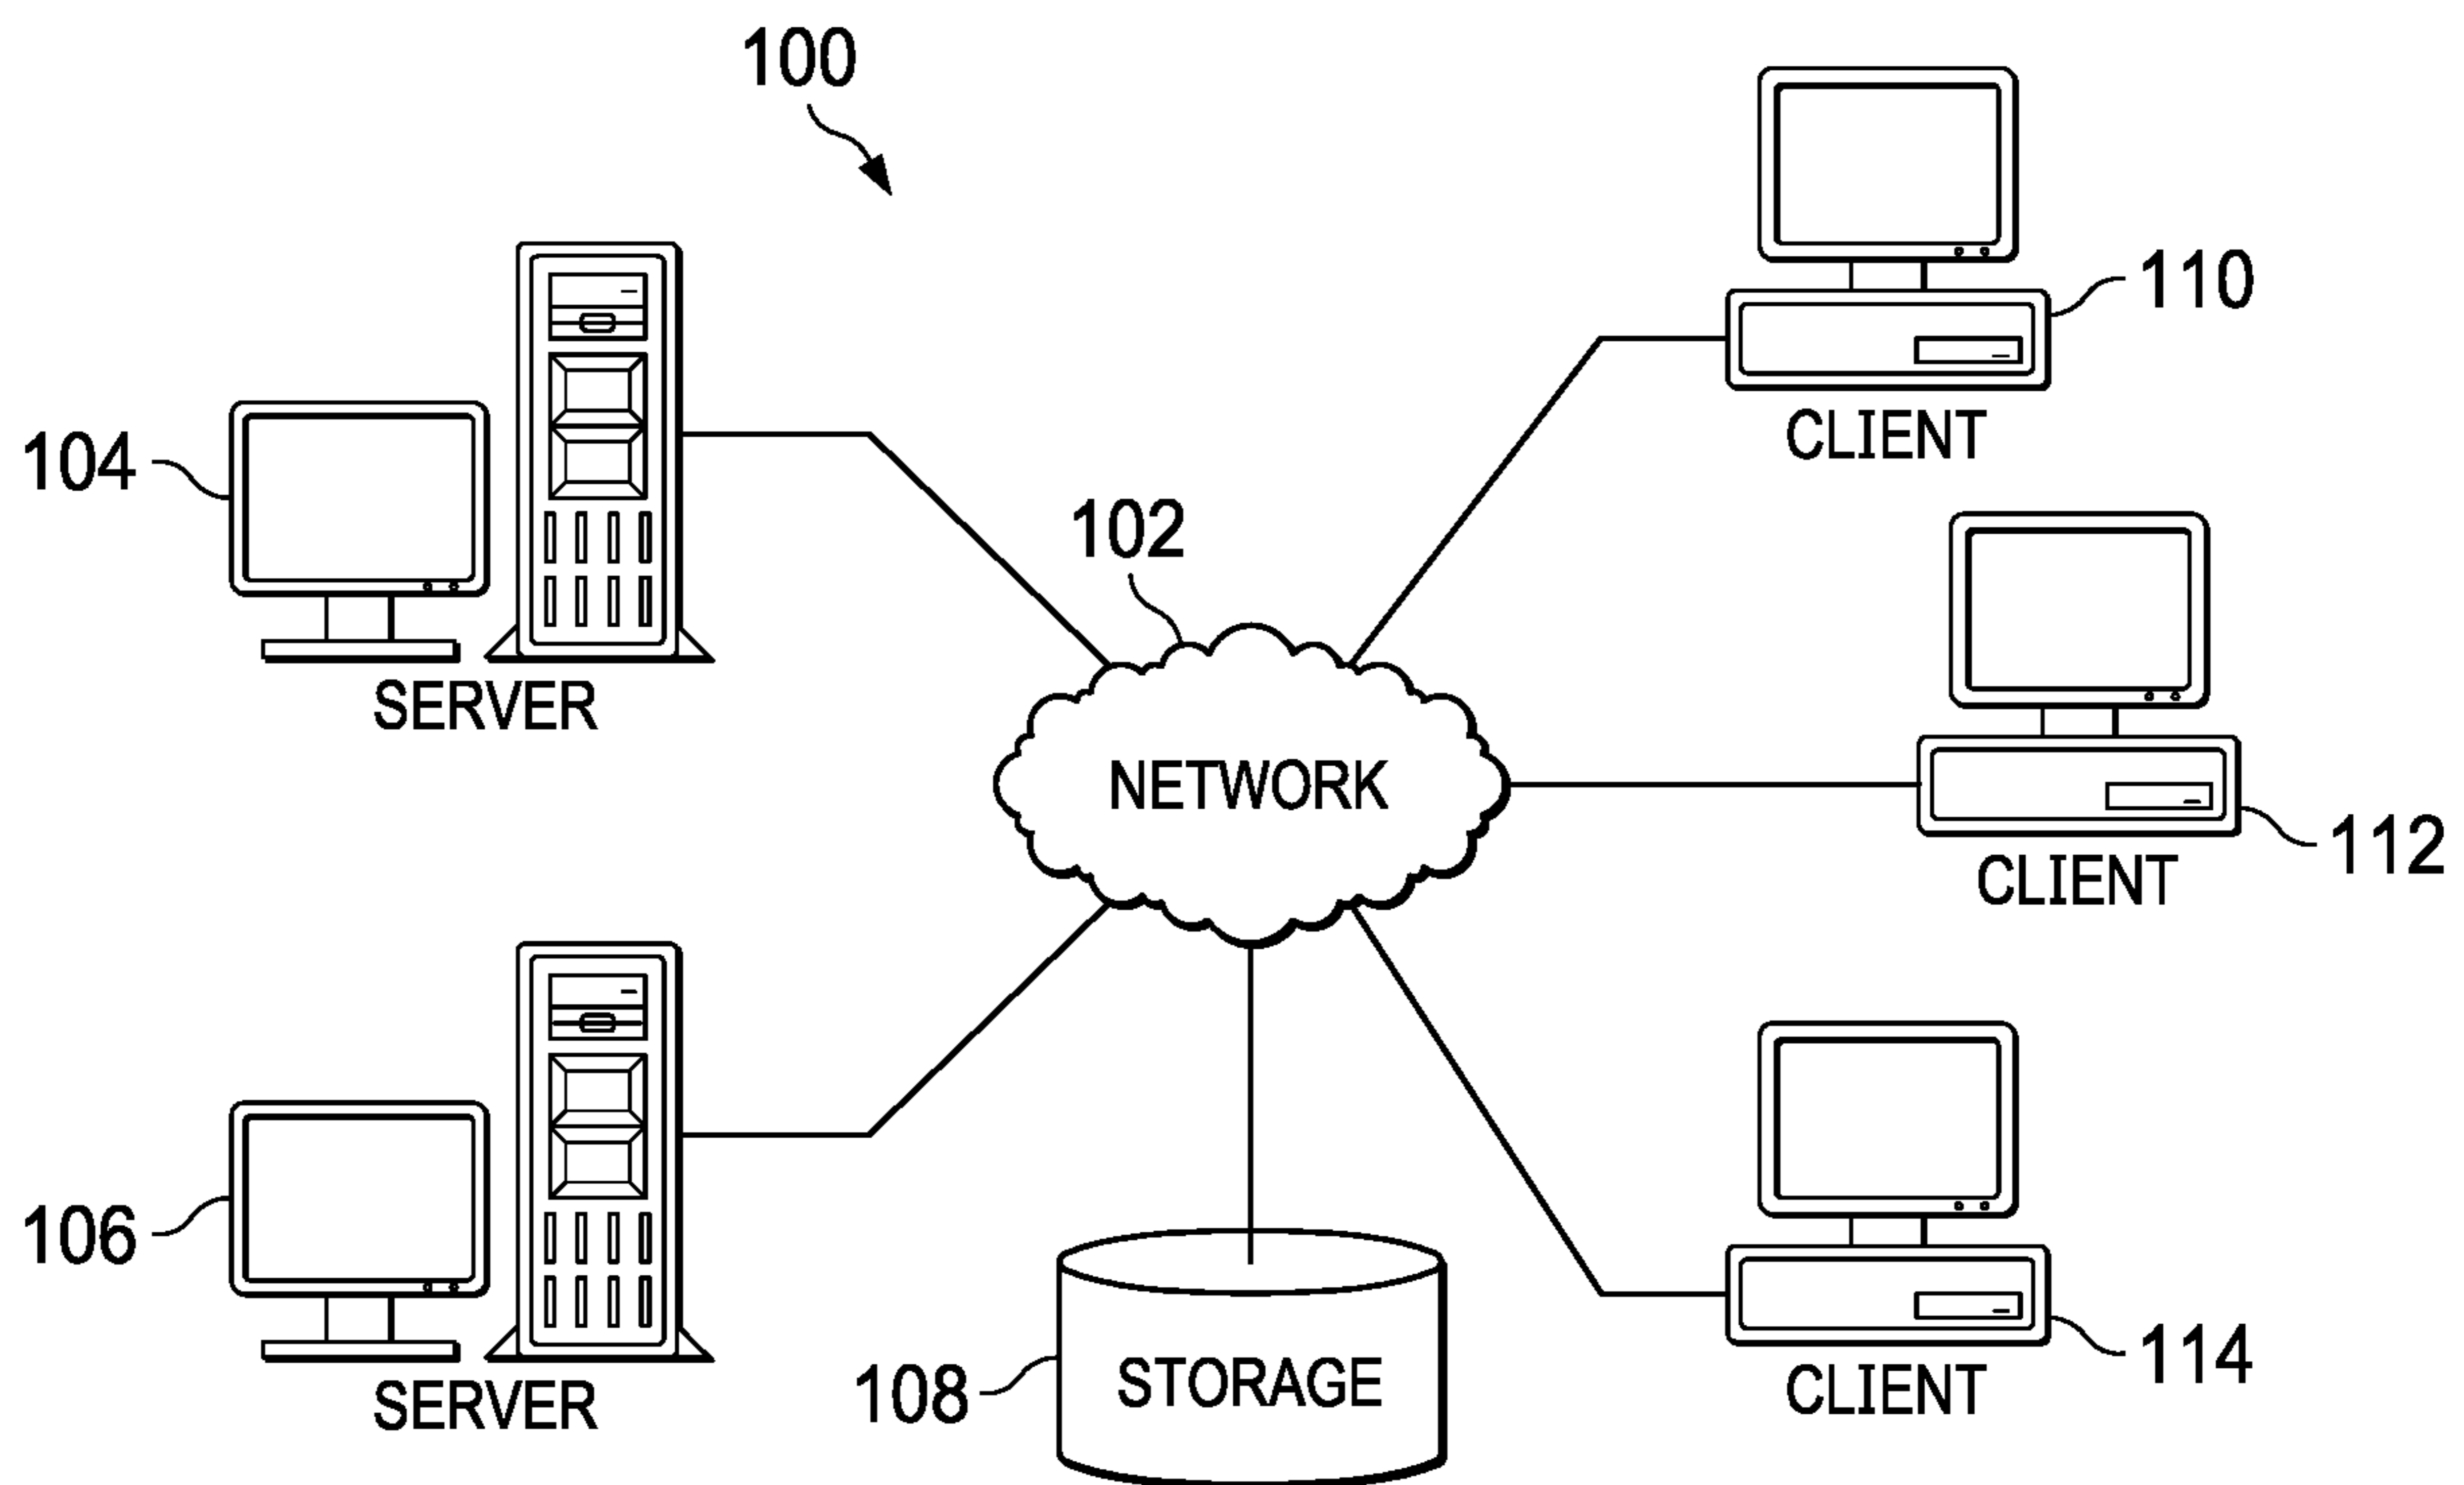 100
110
CLIENT
104
SERVER
102
NETWORK
112
CLIENT
106
SERVER
108
STORAGE
114
CLIENT